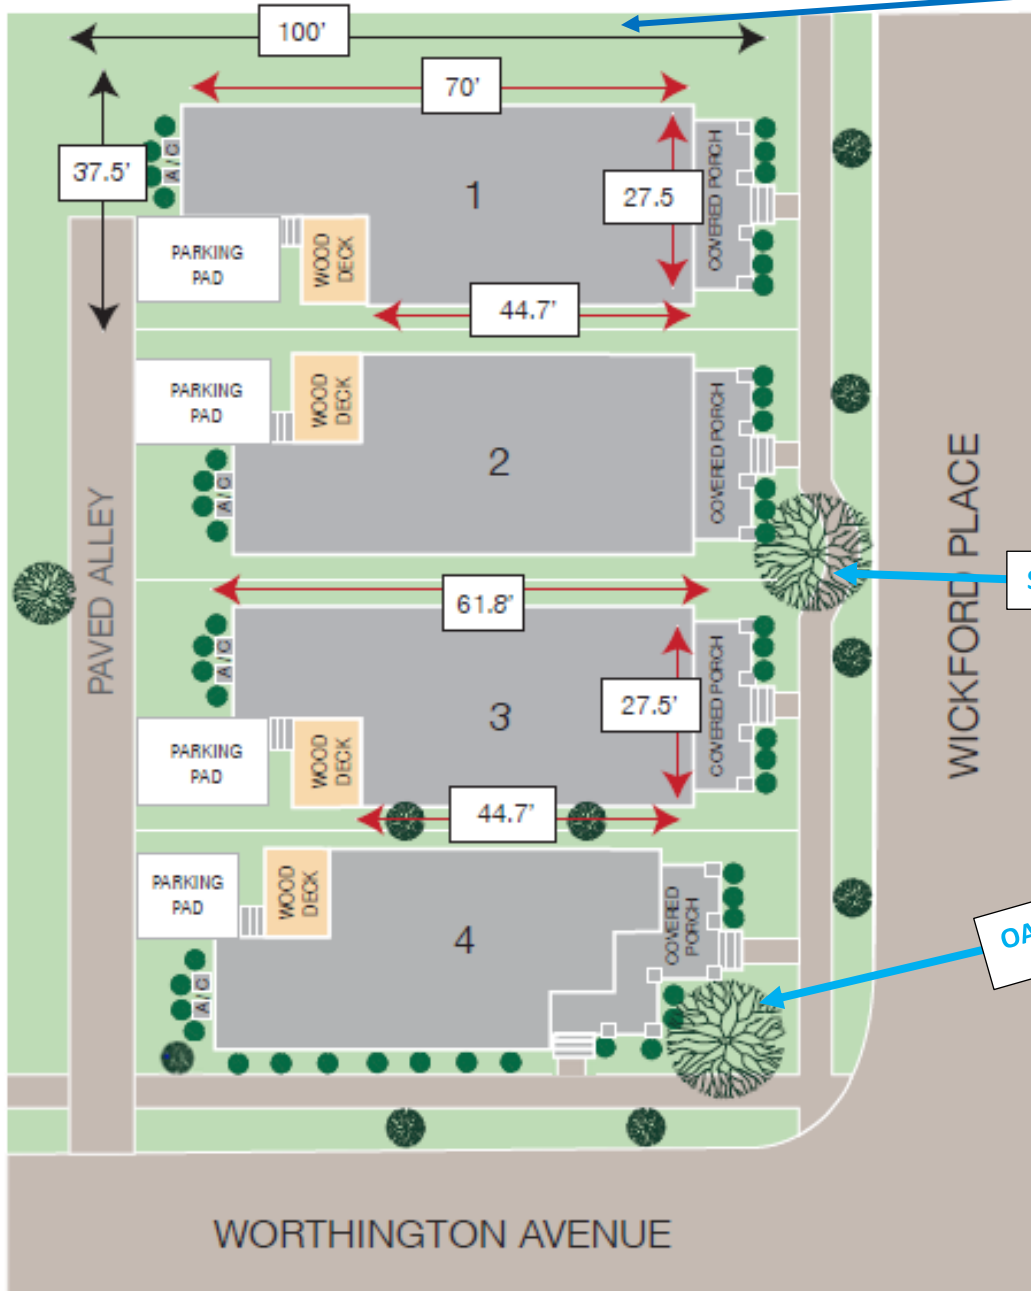 100'
70'
37.5'
A/C
1
27.5
COVERED PORCH
PARKING
PAD
WOOD
DECK
44.7'
PARKING
PAD
WOOD
DECK
2
A/C
COVERED PORCH
PAVED ALLEY
WICKFORD PLACE
S
61.8'
A/C
3
27.5'
COVERED PORCH
PARKING
PAD
WOOD
DECK
44.7'
PARKING
PAD
WOOD
DECK
4
COVERED
PORCH
A/C
OA
WORTHINGTON AVENUE